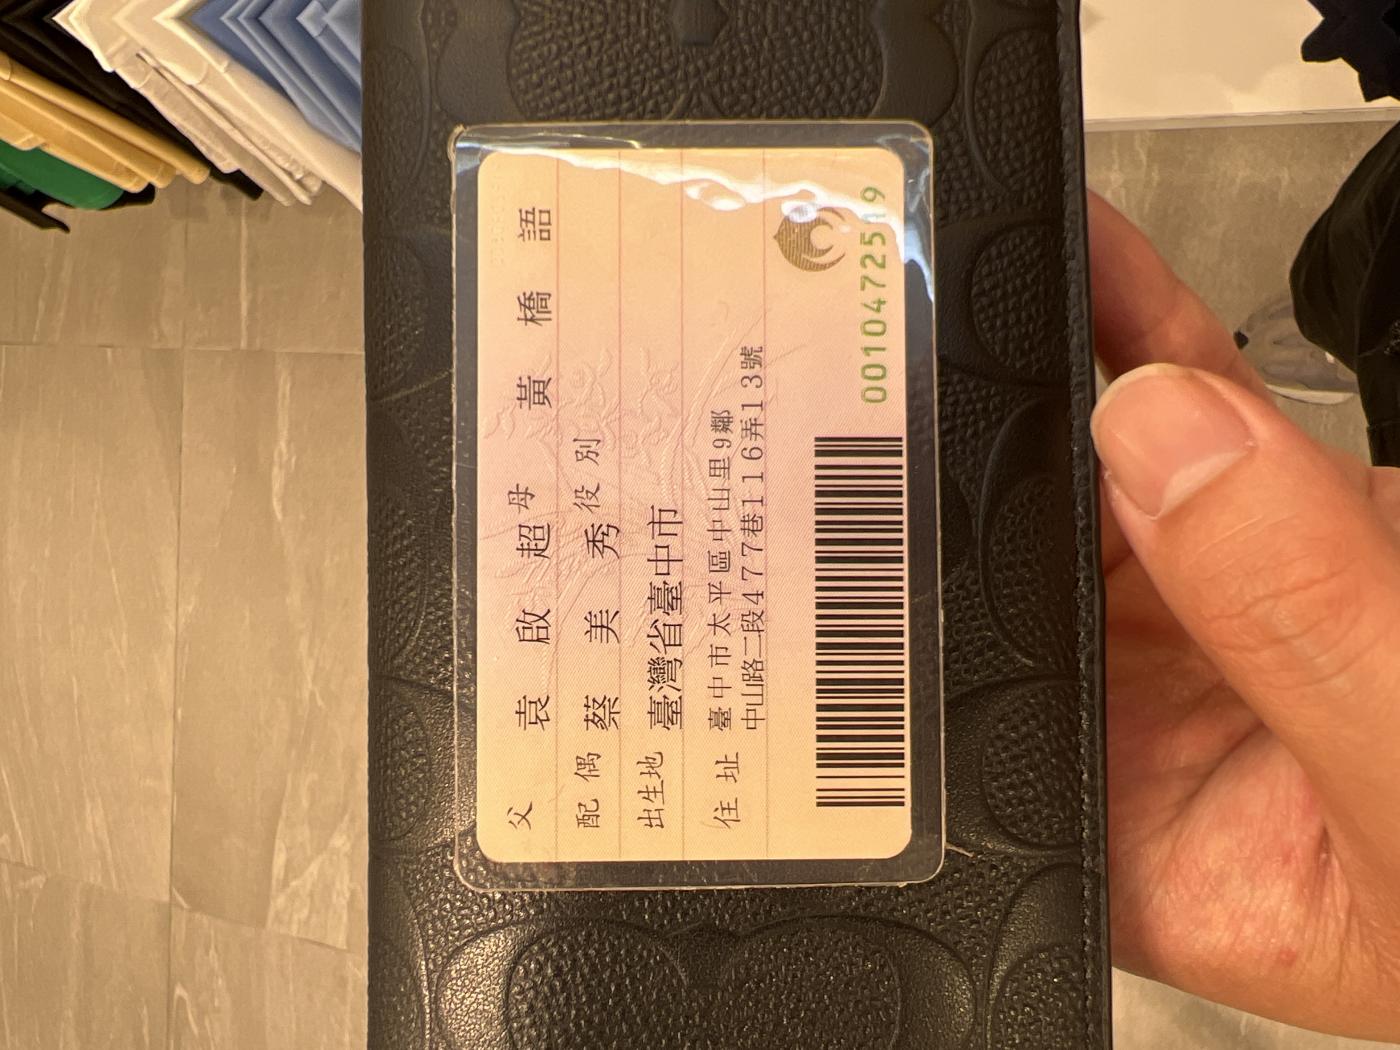 父 袁啟超 母 黃橋語
配偶 蔡美秀 役別
出生地 臺灣省臺中市
住址 臺中市太平區中山里9鄰
中山路二段477巷116弄13號
0010472519